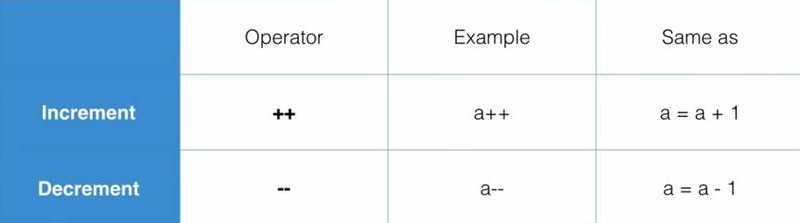 Operator Example Same as
Increment ++ a++ a = a + 1
Decrement -- a-- a = a - 1